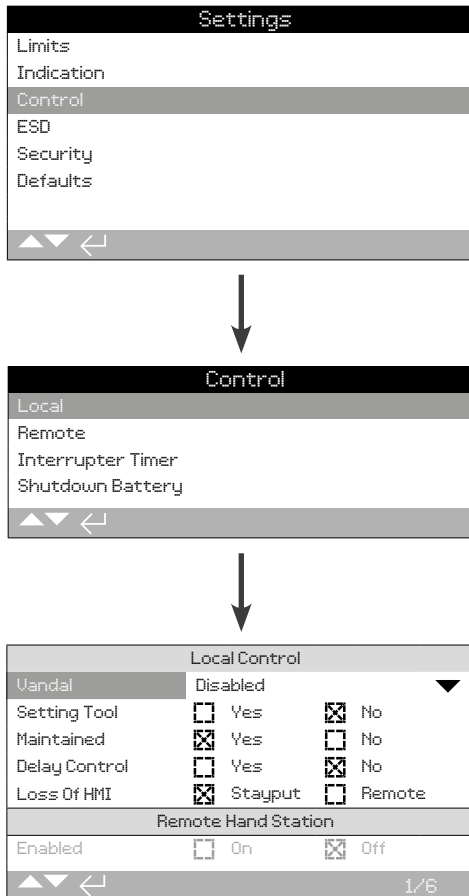 Settings
Limits
Indication
Control
ESD
Security
Defaults
Control
Local
Remote
Interrupter Timer
Shutdown Battery
Local Control
Vandal Disabled
Setting Tool Yes No
Maintained Yes No
Delay Control Yes No
Loss Of HMI Stayput Remote
Remote Hand Station
Enabled On Off
1/6